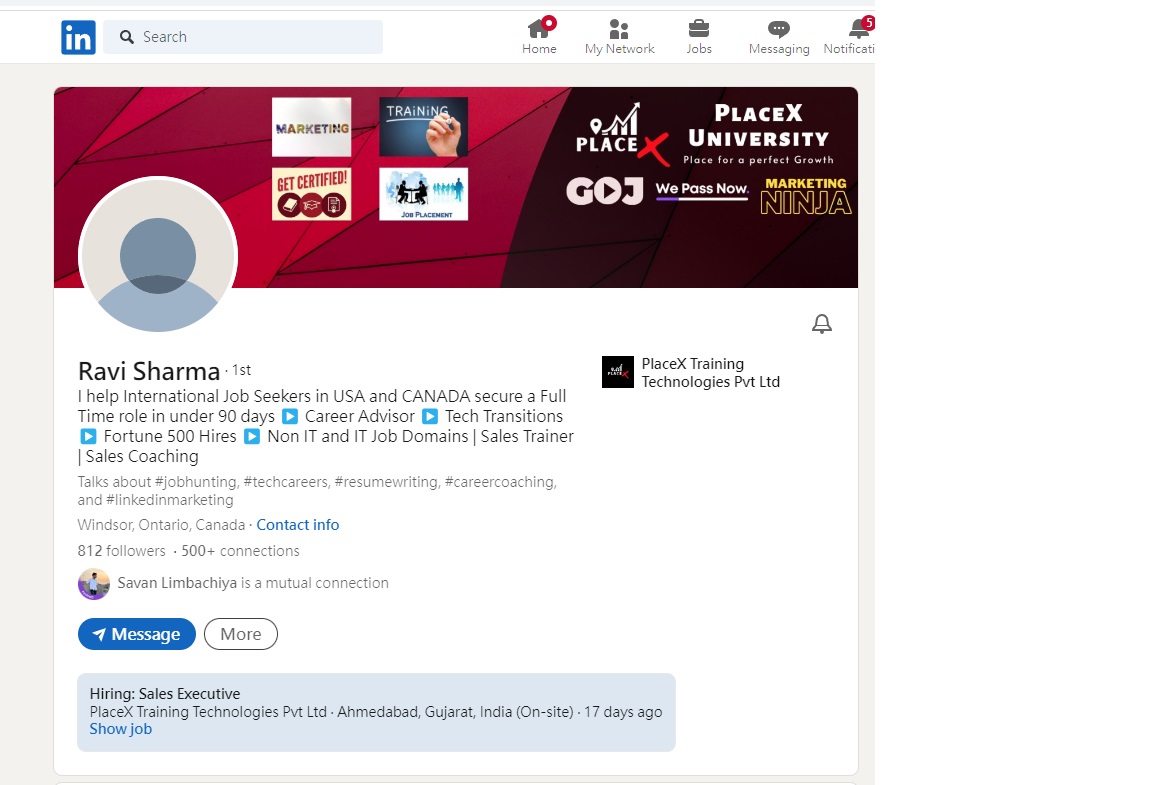 in
Search
Home
My Network
Jobs
Messaging
5
Notificati
MARKETING
TRAINING
GET CERTIFIED!
JOB PLACEMENT
PLACE X
PLACEX
UNIVERSITY
Place for a perfect Growth
GOJ
We Pass Now.
MARKETING
NINJA
Ravi Sharma · 1st
I help International Job Seekers in USA and CANADA secure a Full
Time role in under 90 days ▶ Career Advisor ▶ Tech Transitions
▶ Fortune 500 Hires ▶ Non IT and IT Job Domains | Sales Trainer
| Sales Coaching
PLACEX
PlaceX Training
Technologies Pvt Ltd
Talks about #jobhunting, #techcareers, #resumewriting, #careercoaching,
and #linkedinmarketing
Windsor, Ontario, Canada · Contact info
812 followers · 500+ connections
Savan Limbachiya is a mutual connection
Message
More
Hiring: Sales Executive
PlaceX Training Technologies Pvt Ltd · Ahmedabad, Gujarat, India (On-site) · 17 days ago
Show job